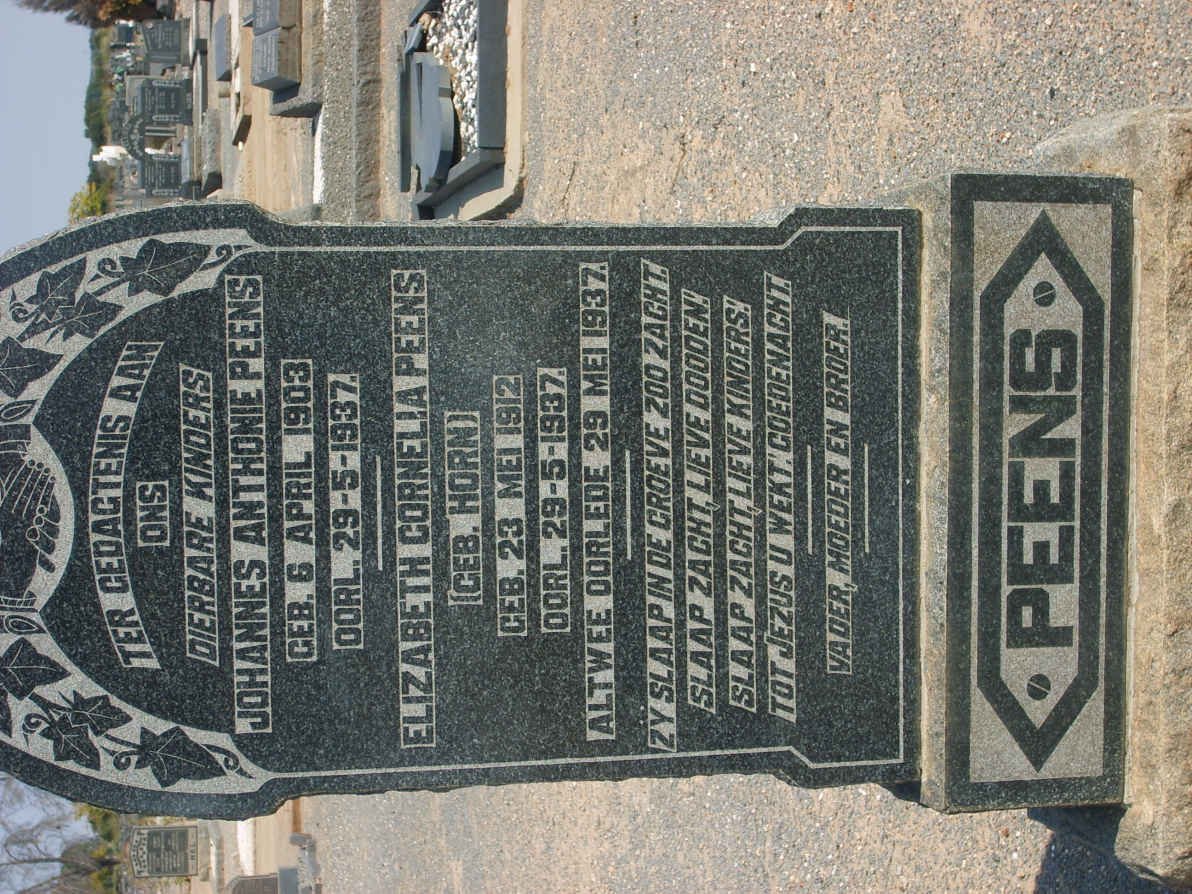 TER GEDAGTENIS AAN
ONS
DIERBARE KINDERS
JOHANNES ANTHONIE PEENS
GEB. 6 APRIL 1903
OORL. 29-5-1937.
ELIZABETH CORNELIA PEENS
(GEB. HORN)
GEB. 23 MEI 1912
OORL. 29-5-1937
ALTWEE OORLEDE 29 MEI 1937.
ZY SLAAP IN DE GROEVE ZOO ZACHT
SLAAP ZACHT, LIEVE DOODEN,
SLAAP ZACHT, LIEVE KINDERS,
TOT JEZUS U WEKT. GOEDENACHT
VADER, MOEDER EN BROER.
PEENS